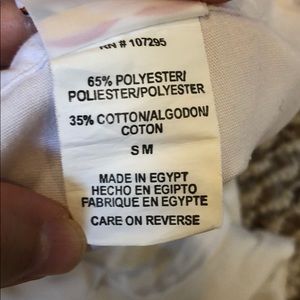 RN # 107295
65% POLYESTER/
POLIESTER/POLYESTER
35% COTTON/ALGODON/
COTON
S M
MADE IN EGYPT
HECHO EN EGIPTO
FABRIQUE EN EGYPTE
CARE ON REVERSE